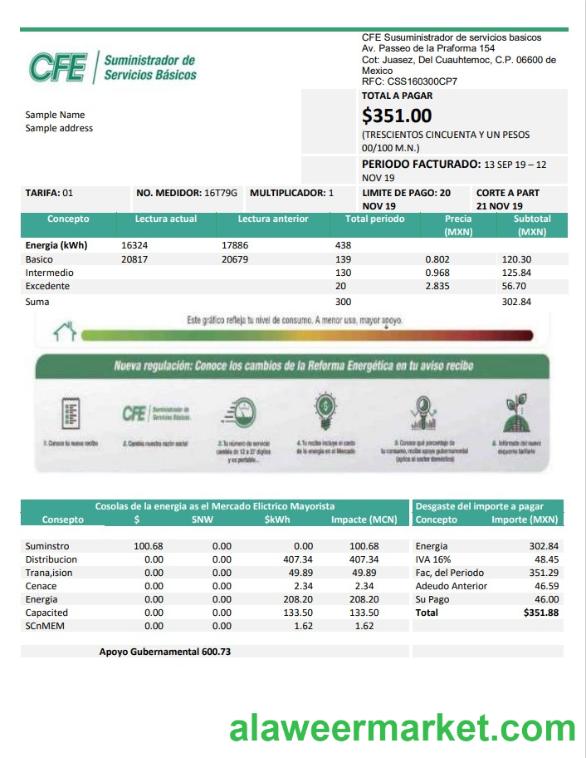 CFE Susuministrador de servicios basicos
Av. Passeo de la Praforma 154
Cot: Juasez, Del Cuauhtemoc, C.P. 06600 de
Mexico
RFC: CSS160300CP7
CFE Suministrador de
Servicios Básicos
TOTAL A PAGAR
$351.00
(TRESCIENTOS CINCUENTA Y UN PESOS
00/100 M.N.)
Sample Name
Sample address
PERIODO FACTURADO: 13 SEP 19 – 12
NOV 19
TARIFA: 01 NO. MEDIDOR: 16T79G MULTIPLICADOR: 1 LIMITE DE PAGO: 20 NOV 19 CORTE A PART 21 NOV 19
Concepto Lectura actual Lectura anterior Total periodo Precia (MXN) Subtotal (MXN)
Energia (kWh) 16324 17886 438
Basico 20817 20679 139 0.802 120.30
Intermedio 130 0.968 125.84
Excedente 20 2.835 56.70
Suma 300 302.84
Este gráfico refleja tu nivel de consumo. A menor uso, mayor apoyo.
Nueva regulación: Conoce los cambios de la Reforma Energética en tu aviso recibo
CFE Suministrador de
Servicios Básicos
1. Conoce tu nuevo recibo
2. Cambia nuestra razón social
3. Tu número de servicio
cambia de 12 a
4. Tu recibo incluye el costo
de la energía en el Mercado
5. Conoce qué porcentaje de
tu consumo, recibe apoyo gubernamental
(aplica al sector doméstico)
esquema tarifario
Cosolas de la energia as el Mercado Elictrico Mayorista
Consepto $ SNW $kWh Impacte (MCN)
Suminstro 100.68 0.00 0.00 100.68
Distribucion 0.00 0.00 407.34 407.34
Trana,ision 0.00 0.00 49.89 49.89
Cenace 0.00 0.00 2.34 2.34
Energia 0.00 0.00 208.20 208.20
Capacited 0.00 0.00 133.50 133.50
SCnMEM 0.00 0.00 1.62 1.62
Apoyo Gubernamental 600.73
Desgaste del importe a pagar
Concepto Importe (MXN)
Energia 302.84
IVA 16% 48.45
Fac, del Periodo 351.29
Adeudo Anterior 46.59
Su Pago 46.00
Total $351.88
alaweermarket.com